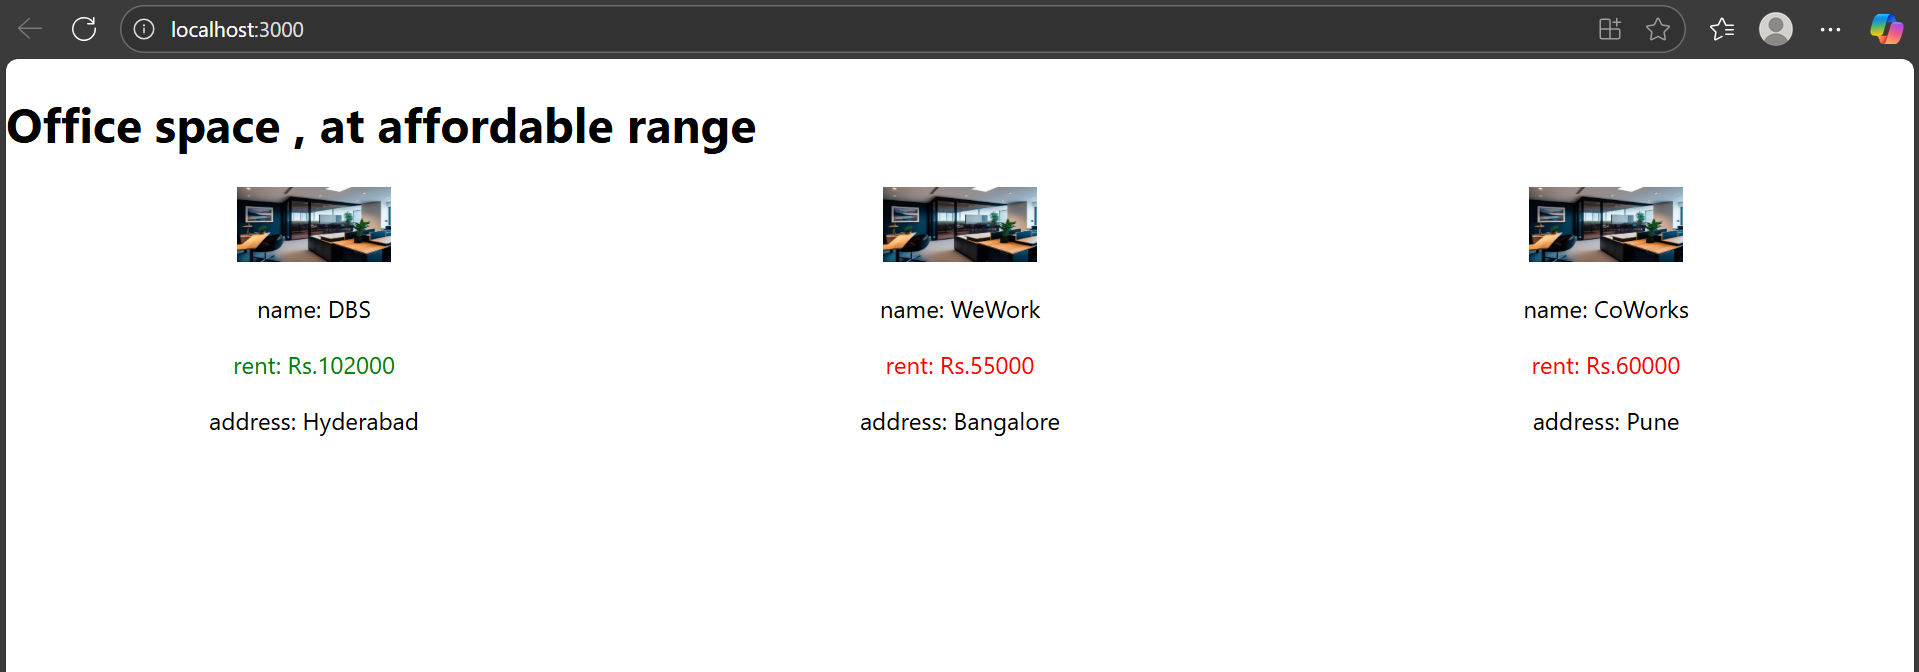 localhost:3000
Office space , at affordable range
name: DBS
rent: Rs.102000
address: Hyderabad
name: WeWork
rent: Rs.55000
address: Bangalore
name: CoWorks
rent: Rs.60000
address: Pune